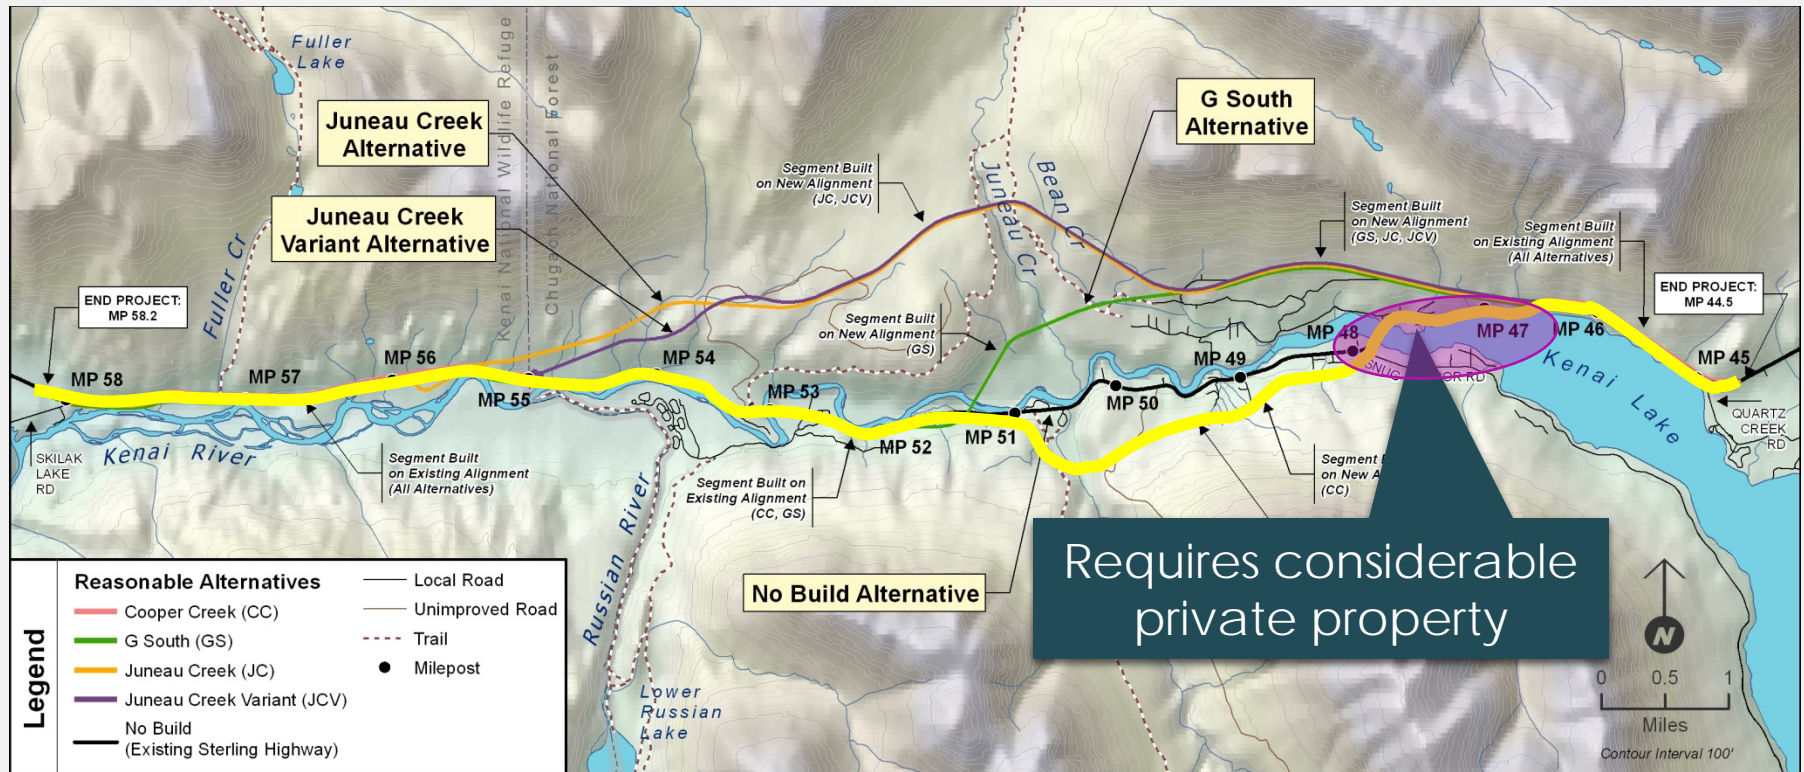 Fuller
Lake
Juneau Creek
Alternative
Kenai National Wildlife Refuge
Chugach National Forest
G South
Alternative
Segment Built
on New Alignment
(JC, JCV)
Juneau Cr
Bean Cr
Juneau Creek
Variant Alternative
Segment Built
on New Alignment
(GS, JC, JCV)
Segment Built
on Existing Alignment
(All Alternatives)
Fuller Cr
END PROJECT:
MP 58.2
END PROJECT:
MP 44.5
Segment Built
on New Alignment
(GS)
MP 58
MP 57
MP 56
MP 55
MP 54
MP 53
MP 52
MP 51
MP 50
MP 49
MP 48
MP 47
MP 46
MP 45
Kenai Lake
QUARTZ
CREEK
RD
SKILAK
LAKE
RD
Kenai River
Segment Built
on Existing Alignment
(All Alternatives)
Segment Built on
Existing Alignment
(CC, GS)
on New
(CC)
RD
Russian River
No Build Alternative
Requires considerable
private property
Lower
Russian
Lake
Legend
Reasonable Alternatives
Cooper Creek (CC)
G South (GS)
Juneau Creek (JC)
Juneau Creek Variant (JCV)
No Build
(Existing Sterling Highway)
Local Road
Unimproved Road
Trail
Milepost
N
0 0.5 1
Miles
Contour Interval 100'